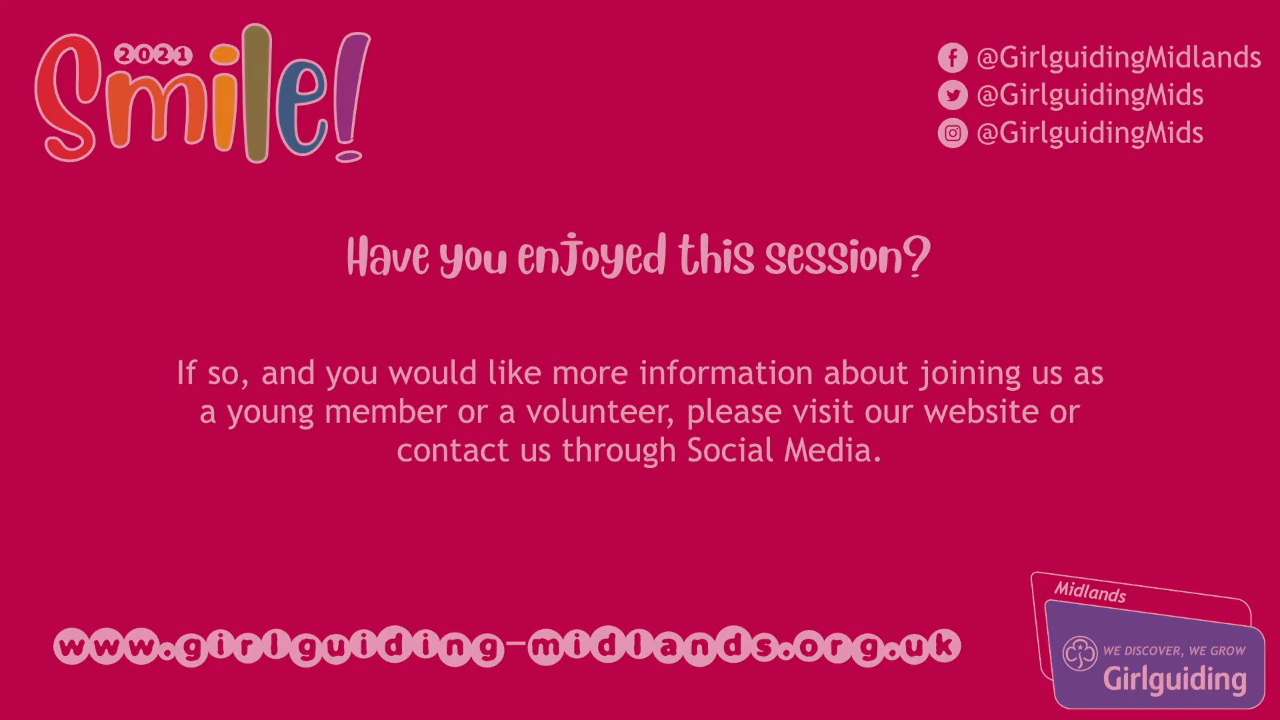 2021
Smile!
@GirlguidingMidlands
@GirlguidingMids
@GirlguidingMids
Have you enjoyed this session?
If so, and you would like more information about joining us as
a young member or a volunteer, please visit our website or
contact us through Social Media.
www.girlguiding-midlands.org.uk
Midlands
WE DISCOVER, WE GROW
Girlguiding